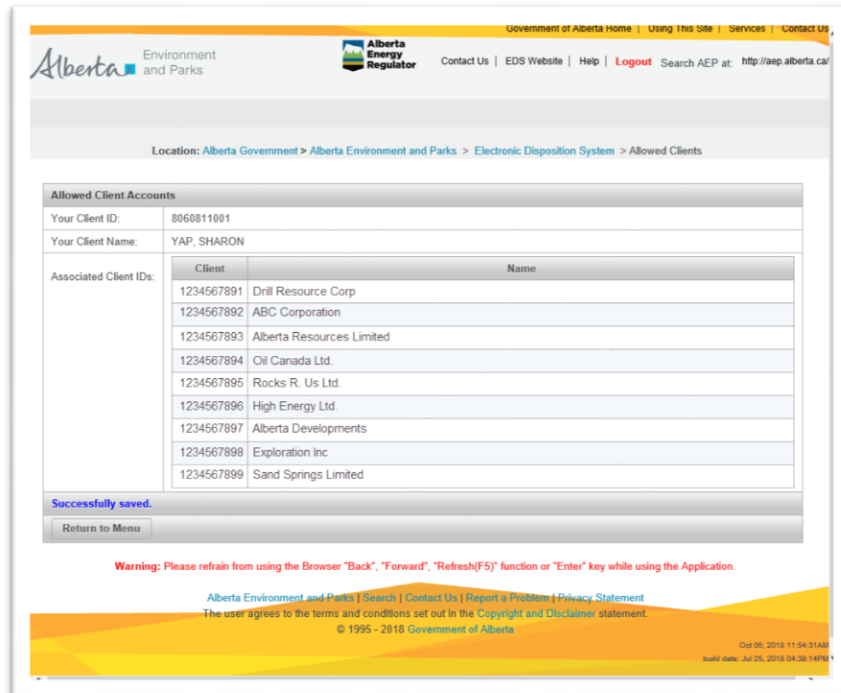 Government of Alberta Home | Using This Site | Services | Contact Us
Alberta Environment and Parks
Alberta Energy Regulator
Contact Us | EDS Website | Help | Logout Search AEP at: http://aep.alberta.ca/
Location: Alberta Government > Alberta Environment and Parks > Electronic Disposition System > Allowed Clients
Allowed Client Accounts
Your Client ID: 8060811001
Your Client Name: YAP, SHARON
Associated Client IDs:
Client Name
1234567891 Drill Resource Corp
1234567892 ABC Corporation
1234567893 Alberta Resources Limited
1234567894 Oil Canada Ltd.
1234567895 Rocks R. Us Ltd.
1234567896 High Energy Ltd.
1234567897 Alberta Developments
1234567898 Exploration Inc
1234567899 Sand Springs Limited
Successfully saved.
Return to Menu
Warning: Please refrain from using the Browser "Back", "Forward", "Refresh(F5)" function or "Enter" key while using the Application.
Alberta Environment and Parks | Search | Contact Us | Report a Problem | Privacy Statement
The user agrees to the terms and conditions set out in the Copyright and Disclaimer statement.
© 1995 - 2018 Government of Alberta
Oct 05, 2018 11:54:31AM
build date: Jul 25, 2018 04:39:14PM